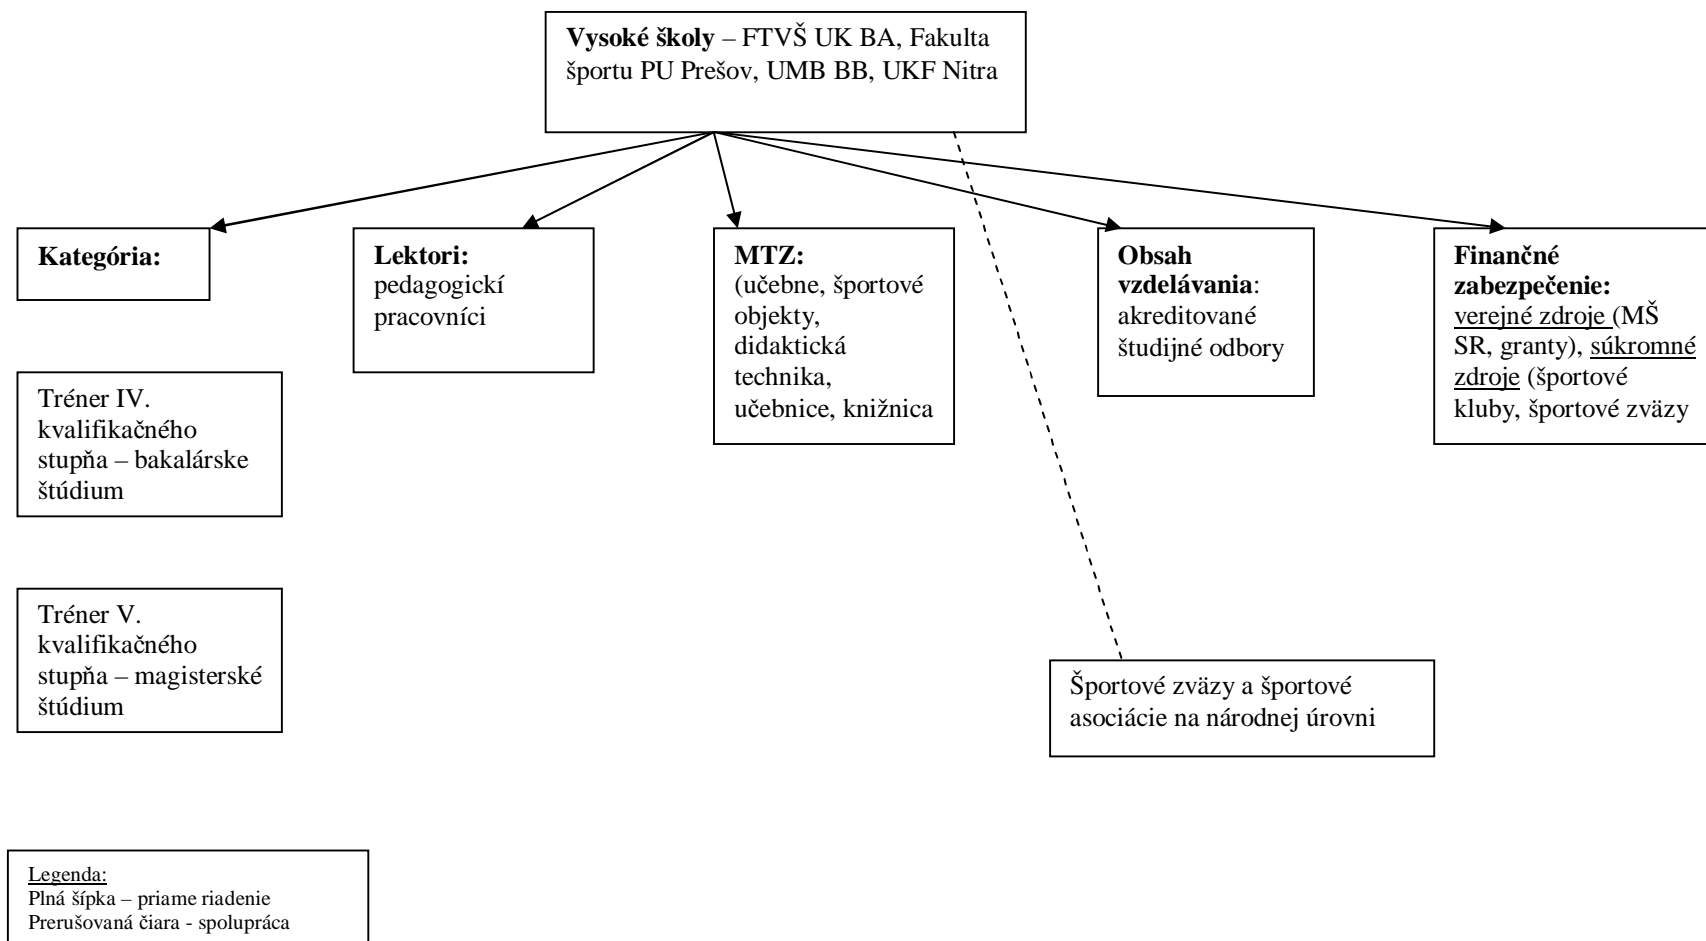 Vysoké školy – FTVŠ UK BA, Fakulta
športu PU Prešov, UMB BB, UKF Nitra
Kategória:
Lektori:
pedagogickí
pracovníci
MTZ:
(učebne, športové
objekty,
didaktická
technika,
učebnice, knižnica
Obsah
vzdelávania:
akreditované
študijné odbory
Finančné
zabezpečenie:
verejné zdroje (MŠ
SR, granty), súkromné
zdroje (športové
kluby, športové zväzy
Tréner IV.
kvalifikačného
stupňa – bakalárske
štúdium
Tréner V.
kvalifikačného
stupňa – magisterské
štúdium
Športové zväzy a športové
asociácie na národnej úrovni
Legenda:
Plná šípka – priame riadenie
Prerušovaná čiara - spolupráca